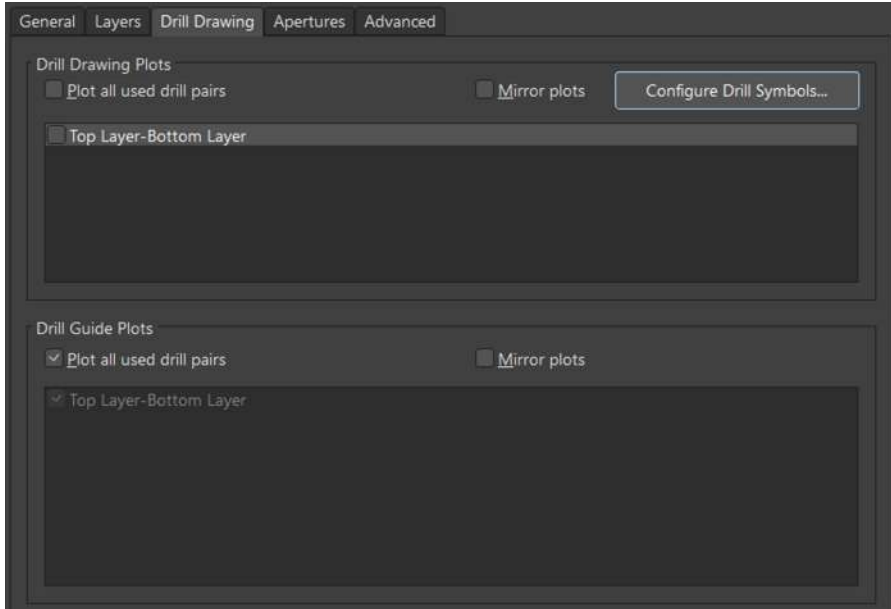 General Layers Drill Drawing Apertures Advanced
Drill Drawing Plots
Plot all used drill pairs Mirror plots Configure Drill Symbols...
Top Layer-Bottom Layer
Drill Guide Plots
Plot all used drill pairs Mirror plots
Top Layer-Bottom Layer